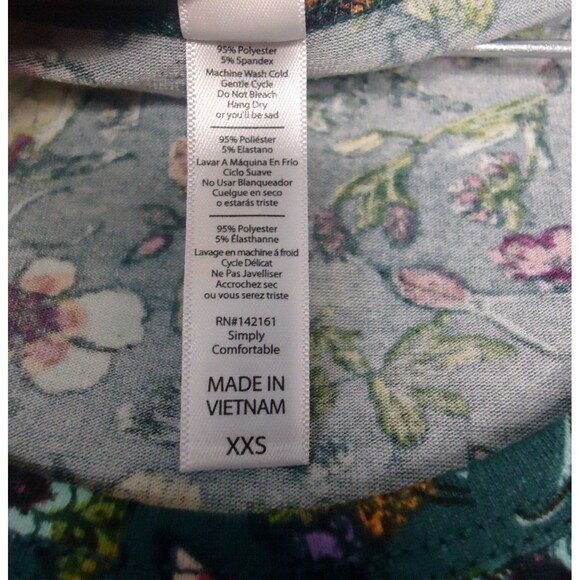 95% Polyester
5% Spandex
Machine Wash Cold
Gentle Cycle
Do Not Bleach
Hang Dry
or you'll be sad
95% Poliéster
5% Elastano
Lavar A Máquina En Frio
Ciclo Suave
No Usar Blanqueador
Cuelgue en seco
o estarás triste
95% Polyester
5% Élasthanne
Lavage en machine á froid
Cycle Délicat
Ne Pas Javelliser
Accrochez sec
ou vous serez triste
RN#142161
Simply
Comfortable
MADE IN
VIETNAM
XXS